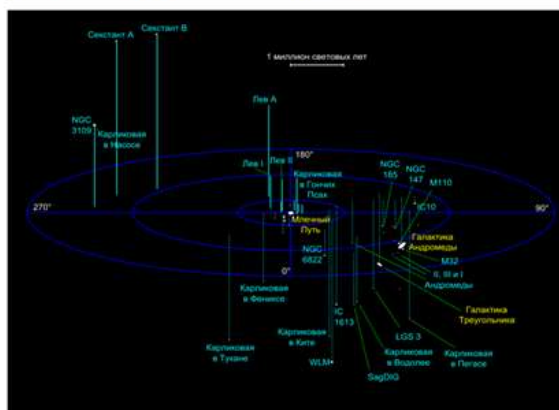 Секстант А
Секстант В
1 миллион световых лет
NGC
3109
Карликовая
в Насосе
Лев А
180°
Лев I
Лев II
Карликовая
в Гончих
Псах
NGC
185
NGC
147
M110
IC10
270°
90°
Млечный
Путь
Галактика
Андромеды
M32
NGC
6822
0°
II, III и I
Андромеды
Карликовая
в Фениксе
Галактика
Треугольника
IC
1613
Карликовая
в Тукане
Карликовая
в Ките
LGS 3
WLM
Карликовая
в Водолее
Карликовая
в Пегасе
SagDIG